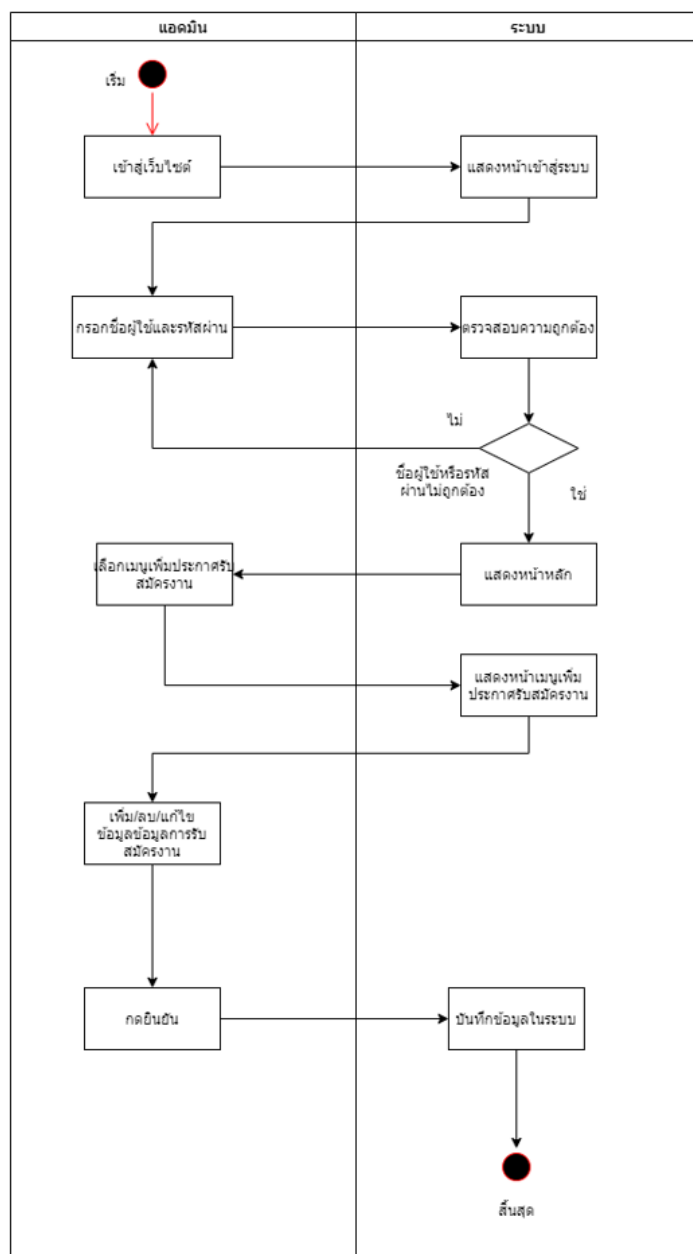 แอดมิน
ระบบ
เริ่ม
เข้าสู่เว็บไซต์
แสดงหน้าเข้าสู่ระบบ
กรอกชื่อผู้ใช้และรหัสผ่าน
ตรวจสอบความถูกต้อง
ไม่
ชื่อผู้ใช้หรือรหัส
ผ่านไม่ถูกต้อง
ใช่
เลือกเมนูเพิ่มประกาศรับ
สมัครงาน
แสดงหน้าหลัก
แสดงหน้าเมนูเพิ่ม
ประกาศรับสมัครงาน
เพิ่ม/ลบ/แก้ไข
ข้อมูลข้อมูลการรับ
สมัครงาน
กดยืนยัน
บันทึกข้อมูลในระบบ
สิ้นสุด